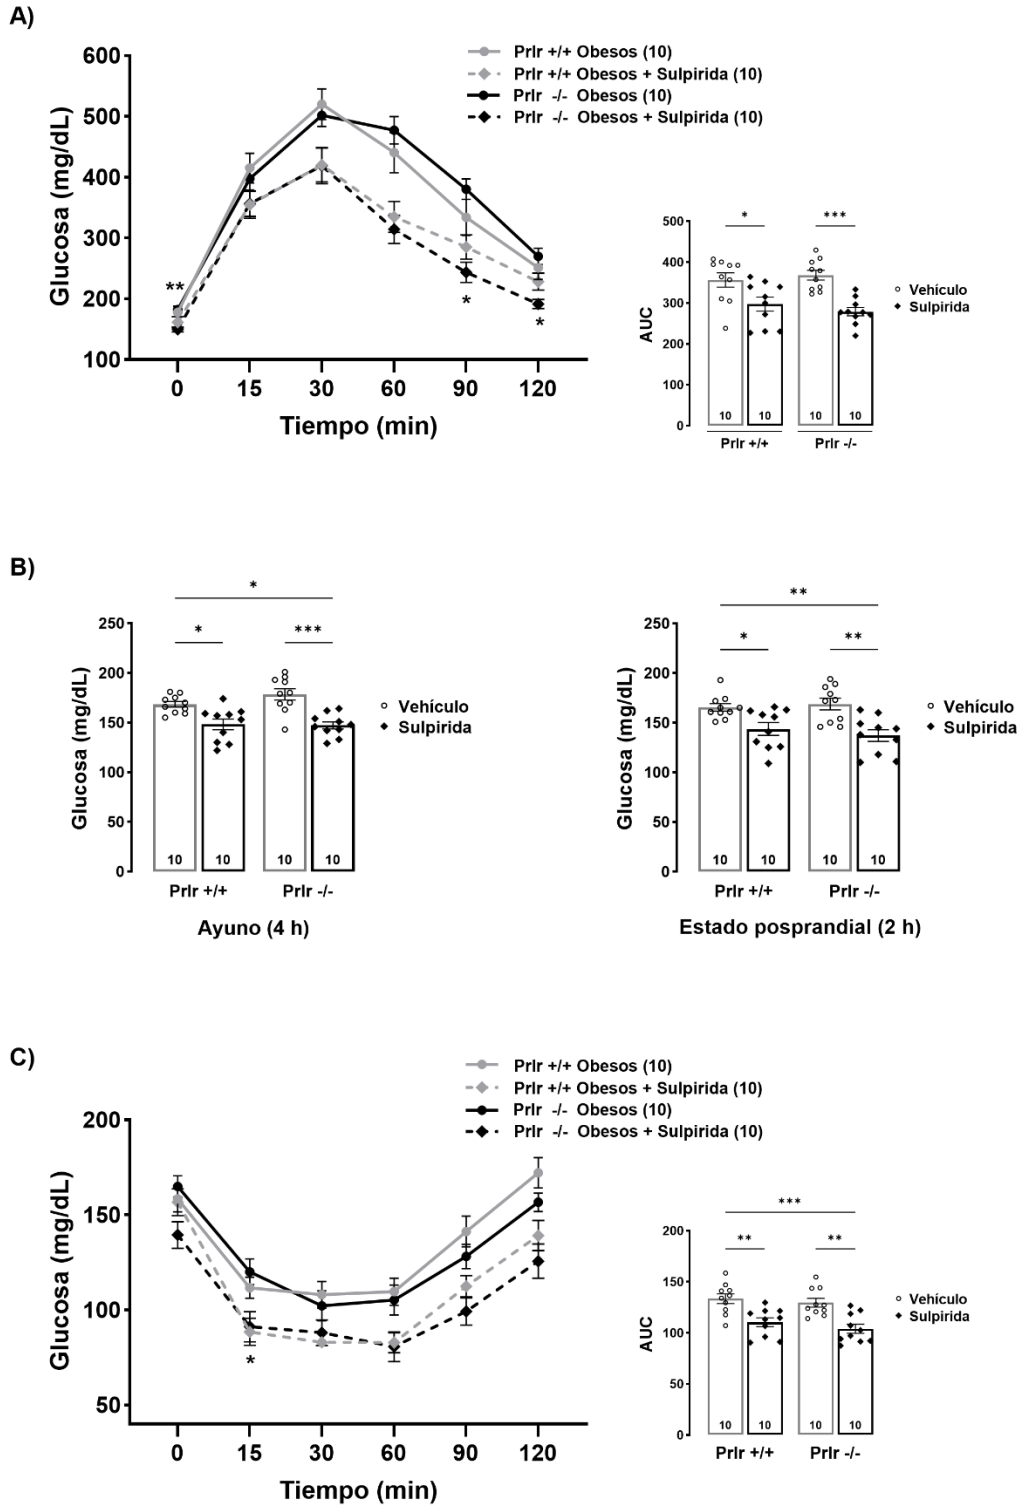 A)
Prlr +/+ Obesos (10)
Prlr +/+ Obesos + Sulpirida (10)
Prlr -/- Obesos (10)
Prlr -/- Obesos + Sulpirida (10)
Glucosa (mg/dL)
600
500
400
300
200
100
**
*
*
0 15 30 60 90 120
Tiempo (min)
AUC
500
400
300
200
100
0
* ***
10 10 10 10
Prlr +/+ Prlr -/-
Vehículo
Sulpirida
B)
Glucosa (mg/dL)
250
200
150
100
50
0
*
* ***
10 10 10 10
Prlr +/+ Prlr -/-
Ayuno (4 h)
Vehículo
Sulpirida
Glucosa (mg/dL)
250
200
150
100
50
0
**
* **
10 10 10 10
Prlr +/+ Prlr -/-
Estado posprandial (2 h)
Vehículo
Sulpirida
C)
Prlr +/+ Obesos (10)
Prlr +/+ Obesos + Sulpirida (10)
Prlr -/- Obesos (10)
Prlr -/- Obesos + Sulpirida (10)
Glucosa (mg/dL)
200
150
100
50
*
0 15 30 60 90 120
Tiempo (min)
AUC
200
150
100
50
0
***
** **
10 10 10 10
Prlr +/+ Prlr -/-
Vehículo
Sulpirida